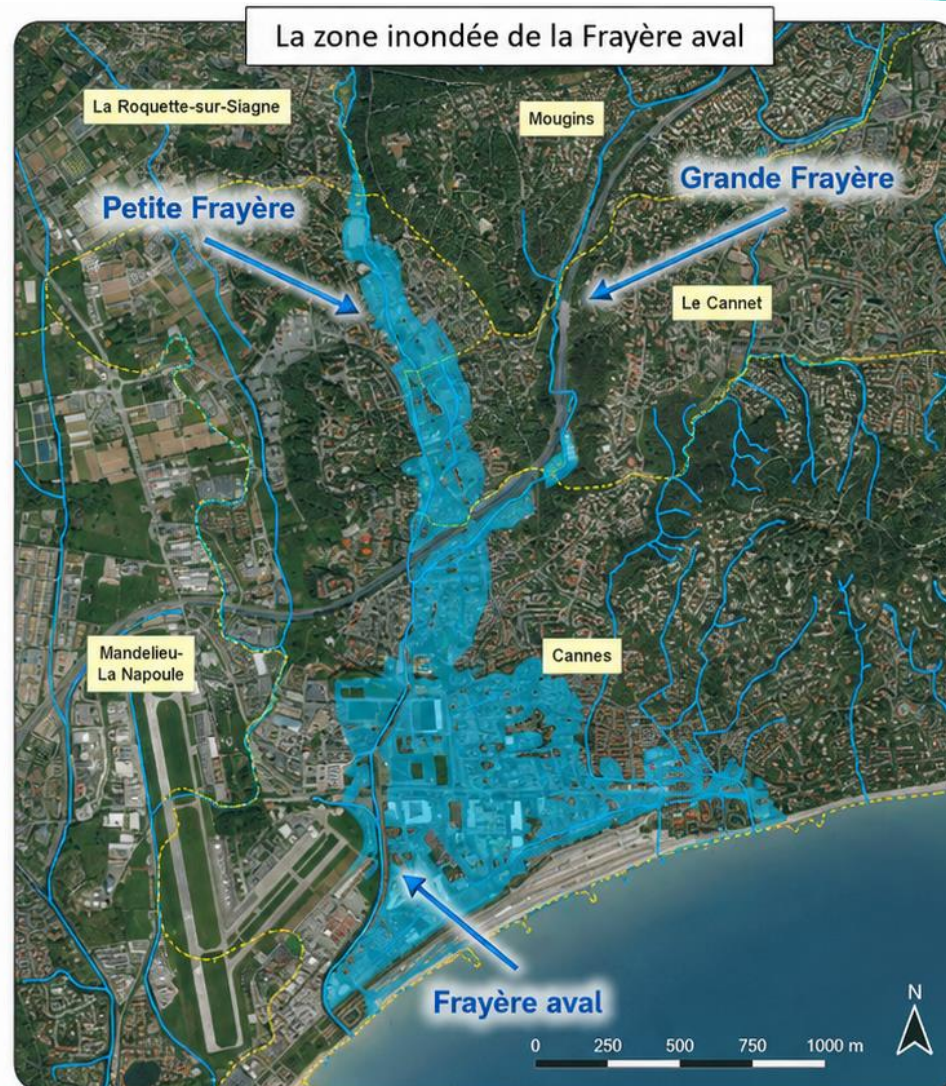 La zone inondée de la Frayère aval
La Roquette-sur-Siagne
Mougins
Petite Frayère
Grande Frayère
Le Cannet
Mandelieu-
La Napoule
Cannes
Frayère aval
N
0 250 500 750 1000 m